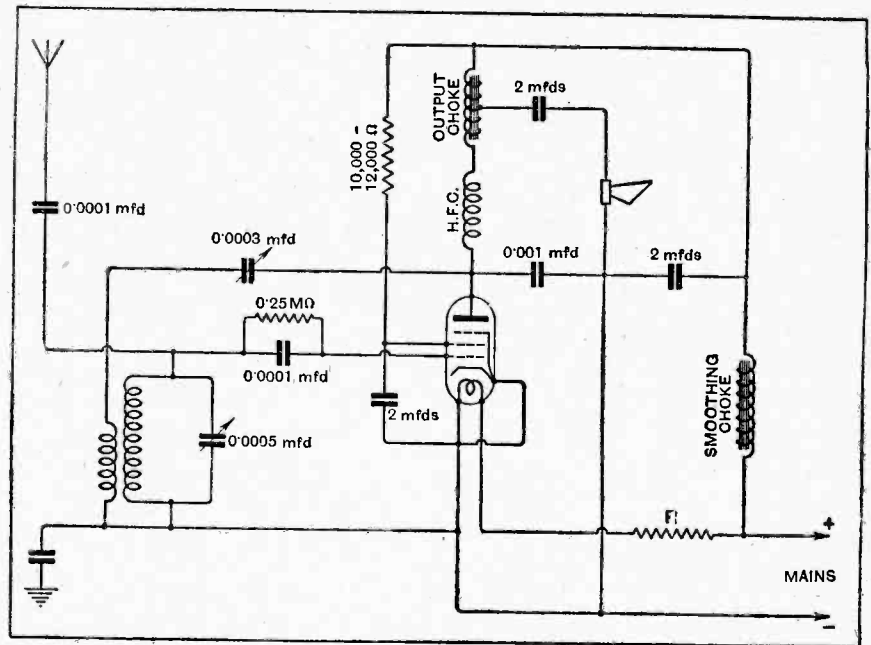 2 mfds
OUTPUT
CHOKE
10,000 -
12,000 Ω
H.F.C.
0·0001 mfd
0·0003 mfd
0·001 mfd
2 mfds
0·25 MΩ
0·0001 mfd
2 mfds
0·0005 mfd
SMOOTHING
CHOKE
+
MAINS
−